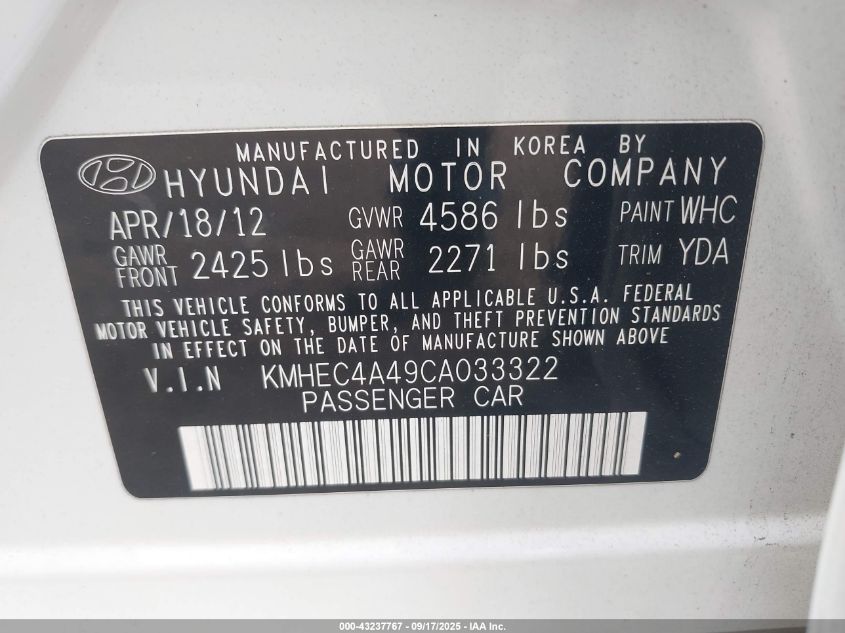 MANUFACTURED IN KOREA BY
HYUNDAI MOTOR COMPANY
APR/18/12 GVWR 4586 lbs PAINT WHC
GAWR FRONT 2425 lbs GAWR REAR 2271 lbs TRIM YDA
THIS VEHICLE CONFORMS TO ALL APPLICABLE U.S.A. FEDERAL
MOTOR VEHICLE SAFETY, BUMPER, AND THEFT PREVENTION STANDARDS
IN EFFECT ON THE DATE OF MANUFACTURE SHOWN ABOVE
V.I.N KMHEC4A49CA033322
PASSENGER CAR
000-43237767 - 09/17/2025 - IAA Inc.